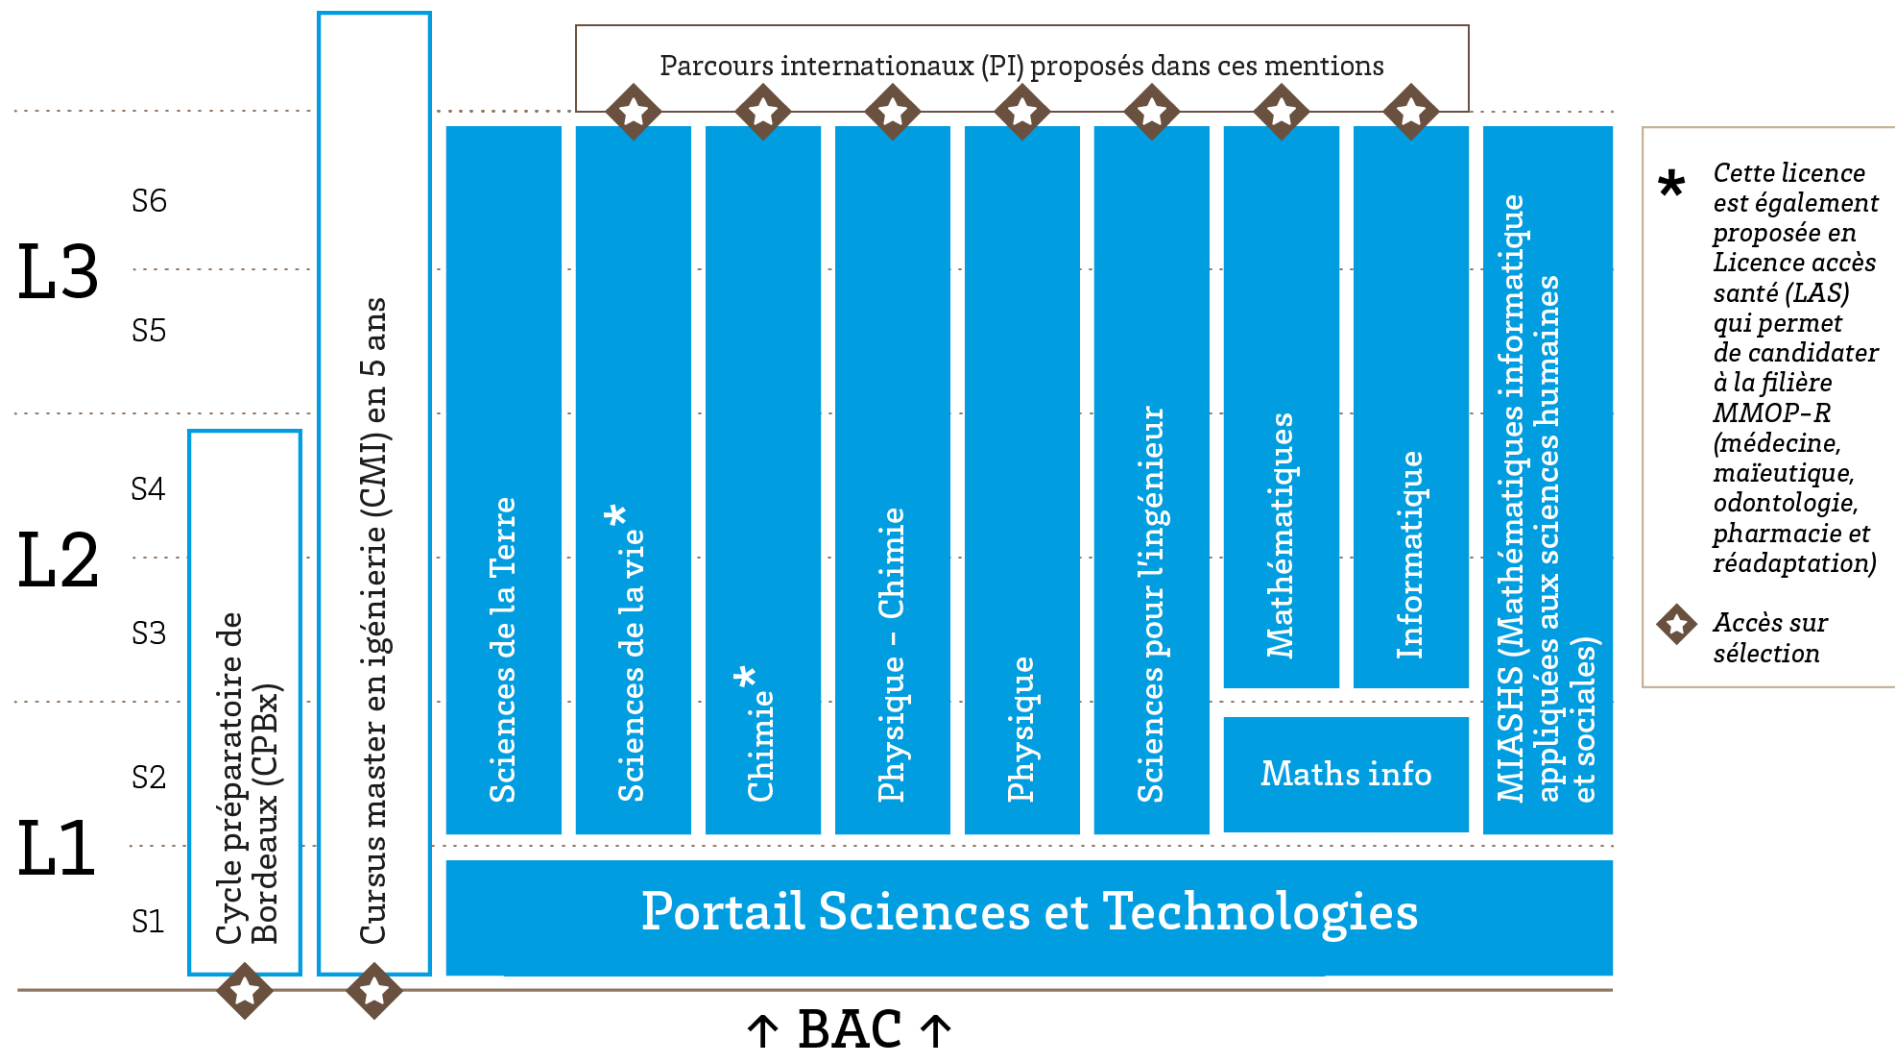 Parcours internationaux (PI) proposés dans ces mentions
L3
S6
S5
L2
S4
S3
L1
S2
S1
Cycle préparatoire de
Bordeaux (CPBx)
Cursus master en igénierie (CMI) en 5 ans
Sciences de la Terre
Sciences de la vie*
Chimie*
Physique - Chimie
Physique
Sciences pour l'ingénieur
Mathématiques
Informatique
Maths info
MIASHS (Mathématiques informatique
appliquées aux sciences humaines
et sociales)
Portail Sciences et Technologies
↑ BAC ↑
* Cette licence
est également
proposée en
Licence accès
santé (LAS)
qui permet
de candidater
à la filière
MMOP-R
(médecine,
maïeutique,
odontologie,
pharmacie et
réadaptation)
Accès sur
sélection